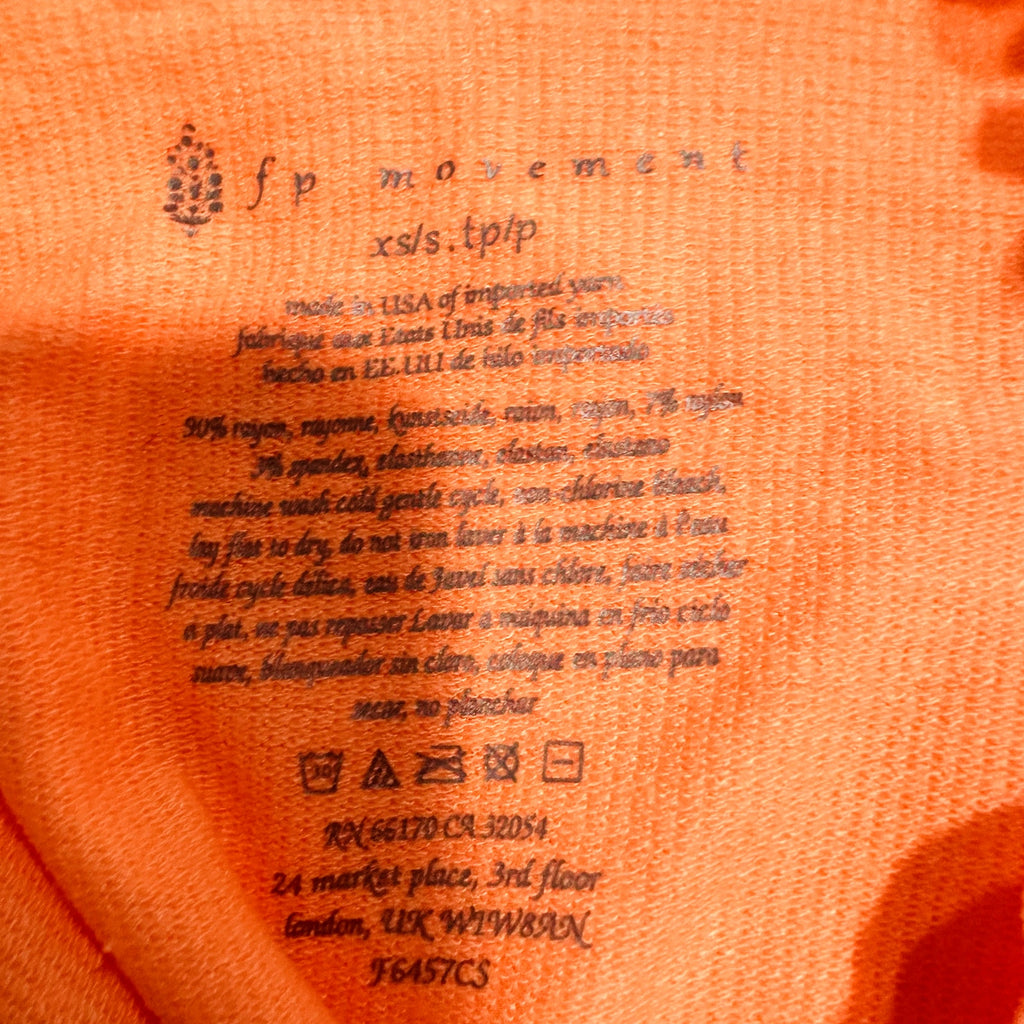 fp movement
xs/s.tp/p
made in USA of imported yarn
fabrique aux Etats Unis de fils importés
hecho en EE.UU de hilo importado
90% rayon, rayonne, kunstseide, raion, rayon, 7% nylon
3% spandex, elasthanne, elastan, elastano
machine wash cold gentle cycle, non-chlorine bleach,
lay flat to dry, do not iron laver à la machine à l'eau
froide cycle délicat, eau de Javel sans chlore, faire sécher
a plat, ne pas repasser Lavar a maquina en frio ciclo
suave, blanqueador sin cloro, coloque en plano para
secar, no planchar
30
RN 66170 CA 32054
24 market place, 3rd floor
london, UK W1W8AN
F6457CS